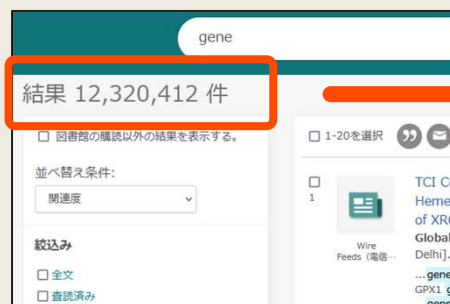 gene
結果 12,320,412 件
図書館の購読以外の結果を表示する。
並べ替え条件:
関連度
絞込み
全文
査読済み
1-20を選択
1
Wire
Feeds (電信…
TCI C
Heme
of XR
Global
Delhi].
...gene
GPX1 g
gene